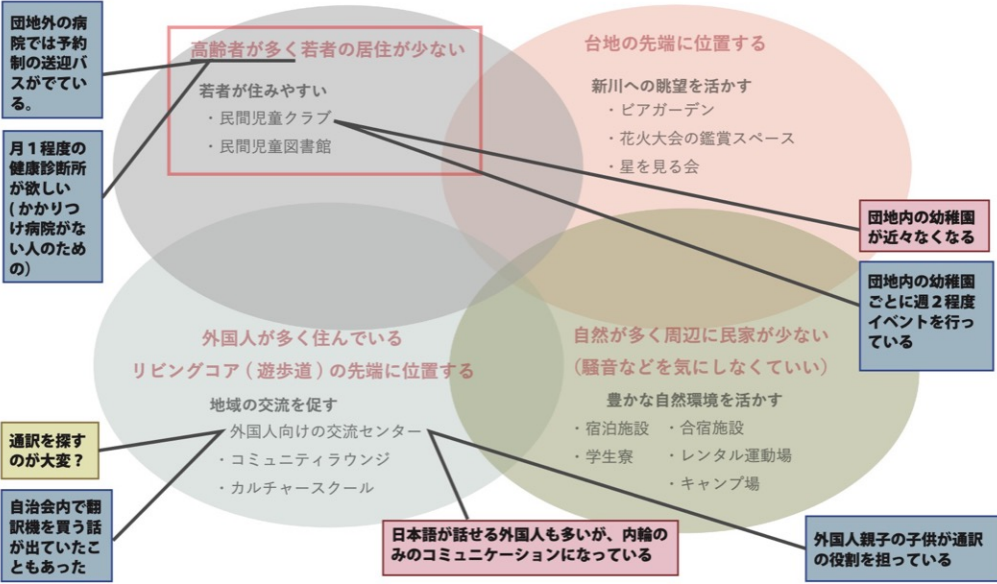 団地外の病
院では予約
制の送迎バ
スがでてい
る。
月１程度の
健康診断所
が欲しい
(かかりつ
け病院がな
い人のため
の)
高齢者が多く若者の居住が少ない
若者が住みやすい
・民間児童クラブ
・民間児童図書館
台地の先端に位置する
新川への眺望を活かす
・ビアガーデン
・花火大会の鑑賞スペース
・星を見る会
団地内の幼稚園
が近々なくなる
団地内の幼稚園
ごとに週２程度
イベントを行っ
ている
外国人が多く住んでいる
リビングコア(遊歩道)の先端に位置する
地域の交流を促す
・外国人向けの交流センター
・コミュニティラウンジ
・カルチャースクール
自然が多く周辺に民家が少ない
(騒音などを気にしなくていい)
豊かな自然環境を活かす
・宿泊施設 ・合宿施設
・学生寮 ・レンタル運動場
・キャンプ場
通訳を探す
のが大変？
自治会内で翻
訳機を買う話
が出ていたこ
ともあった
日本語が話せる外国人も多いが、内輪の
みのコミュニケーションになっている
外国人親子の子供が通訳
の役割を担っている